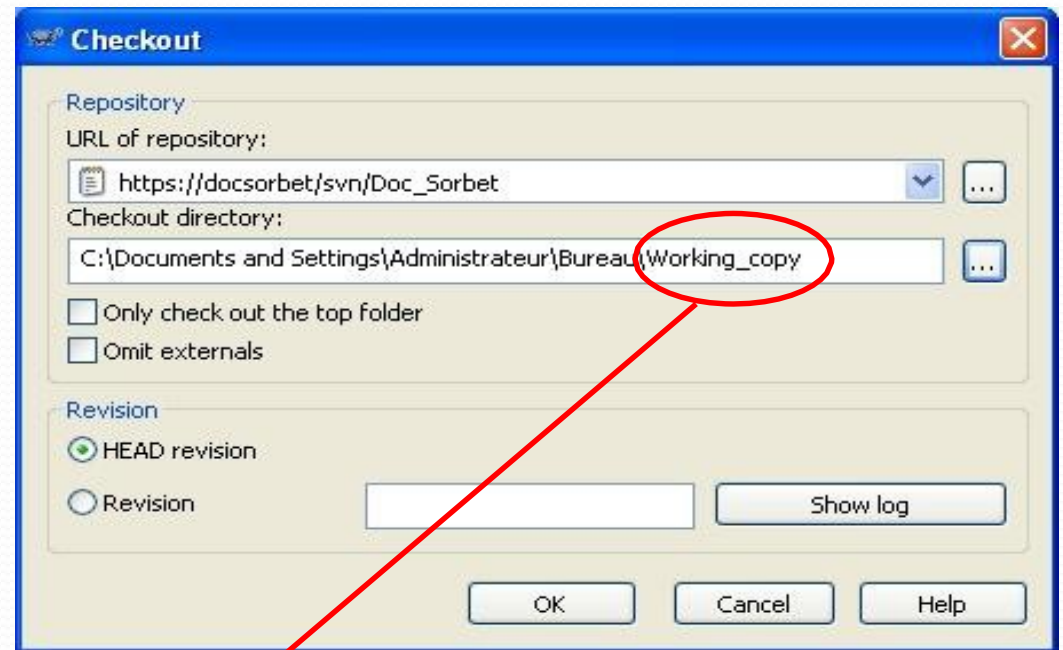 Checkout
Repository
URL of repository:
https://docsorbet/svn/Doc_Sorbet
...
Checkout directory:
C:\Documents and Settings\Administrateur\Bureau\Working_copy
...
Only check out the top folder
Omit externals
Revision
HEAD revision
Revision
Show log
OK Cancel Help